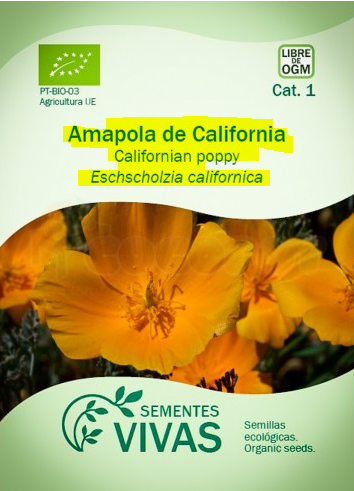 LIBRE
DE
OGM
PT-BIO-03
Agricultura UE
Cat. 1
Amapola de California
Californian poppy
Eschscholzia californica
SEMENTES
VIVAS
Semillas
ecológicas.
Organic seeds.